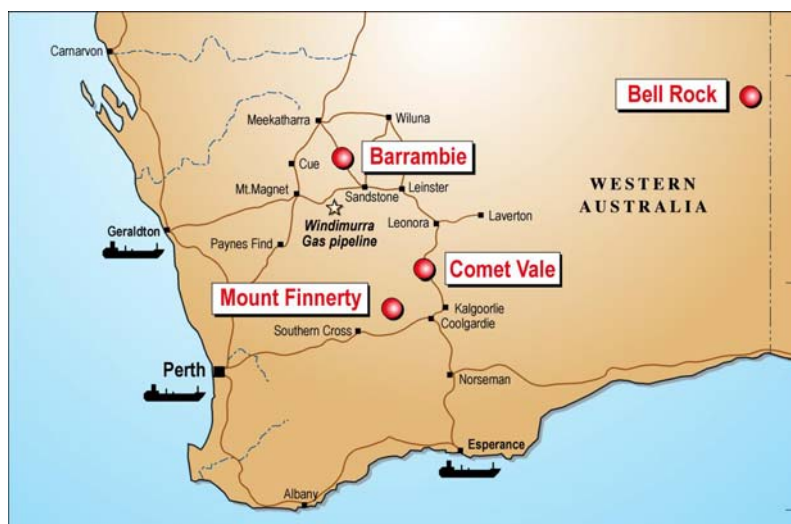 Carnarvon
Bell Rock
Meekatharra
Wiluna
Barrambie
Cue
Mt.Magnet
Sandstone
Leinster
WESTERN
AUSTRALIA
Windimurra
Gas pipeline
Leonora
Laverton
Geraldton
Paynes Find
Comet Vale
Mount Finnerty
Kalgoorlie
Coolgardie
Southern Cross
Perth
Norseman
Esperance
Albany